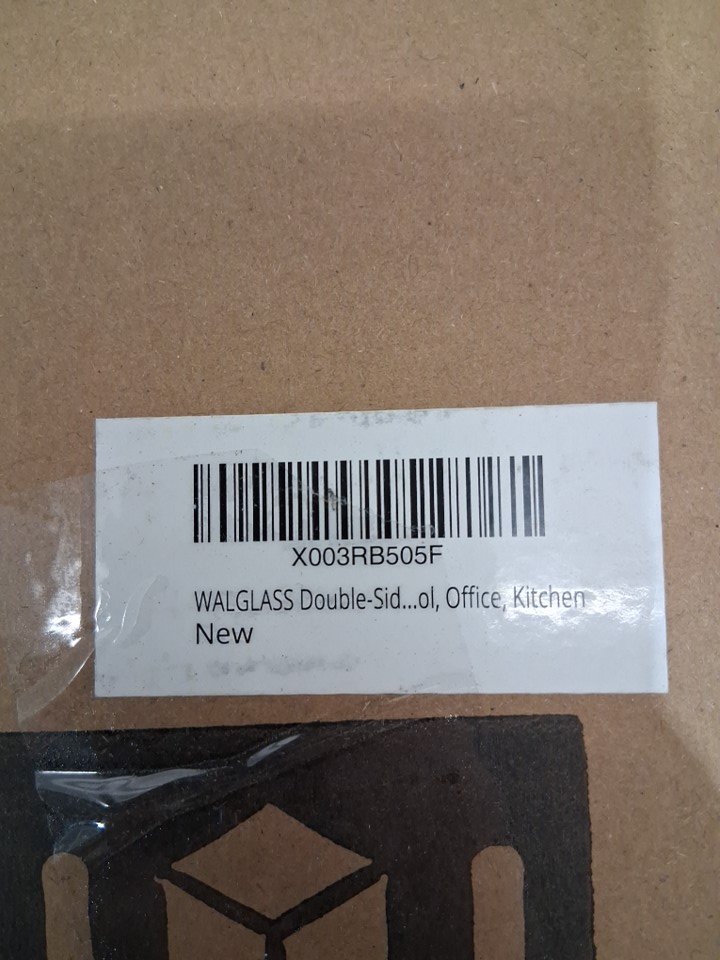 X003RB505F
WALGLASS Double-Sid...ol, Office, Kitchen
New